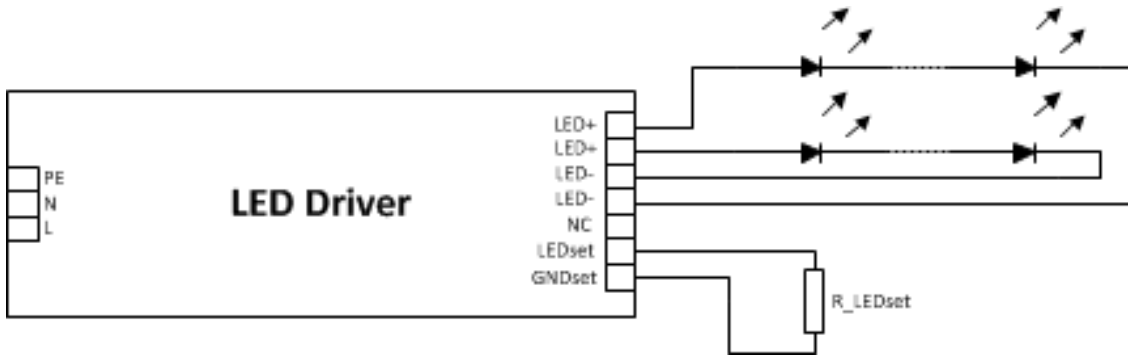 PE
N
L
LED Driver
LED+
LED+
LED-
LED-
NC
LEDset
GNDset
R_LEDset